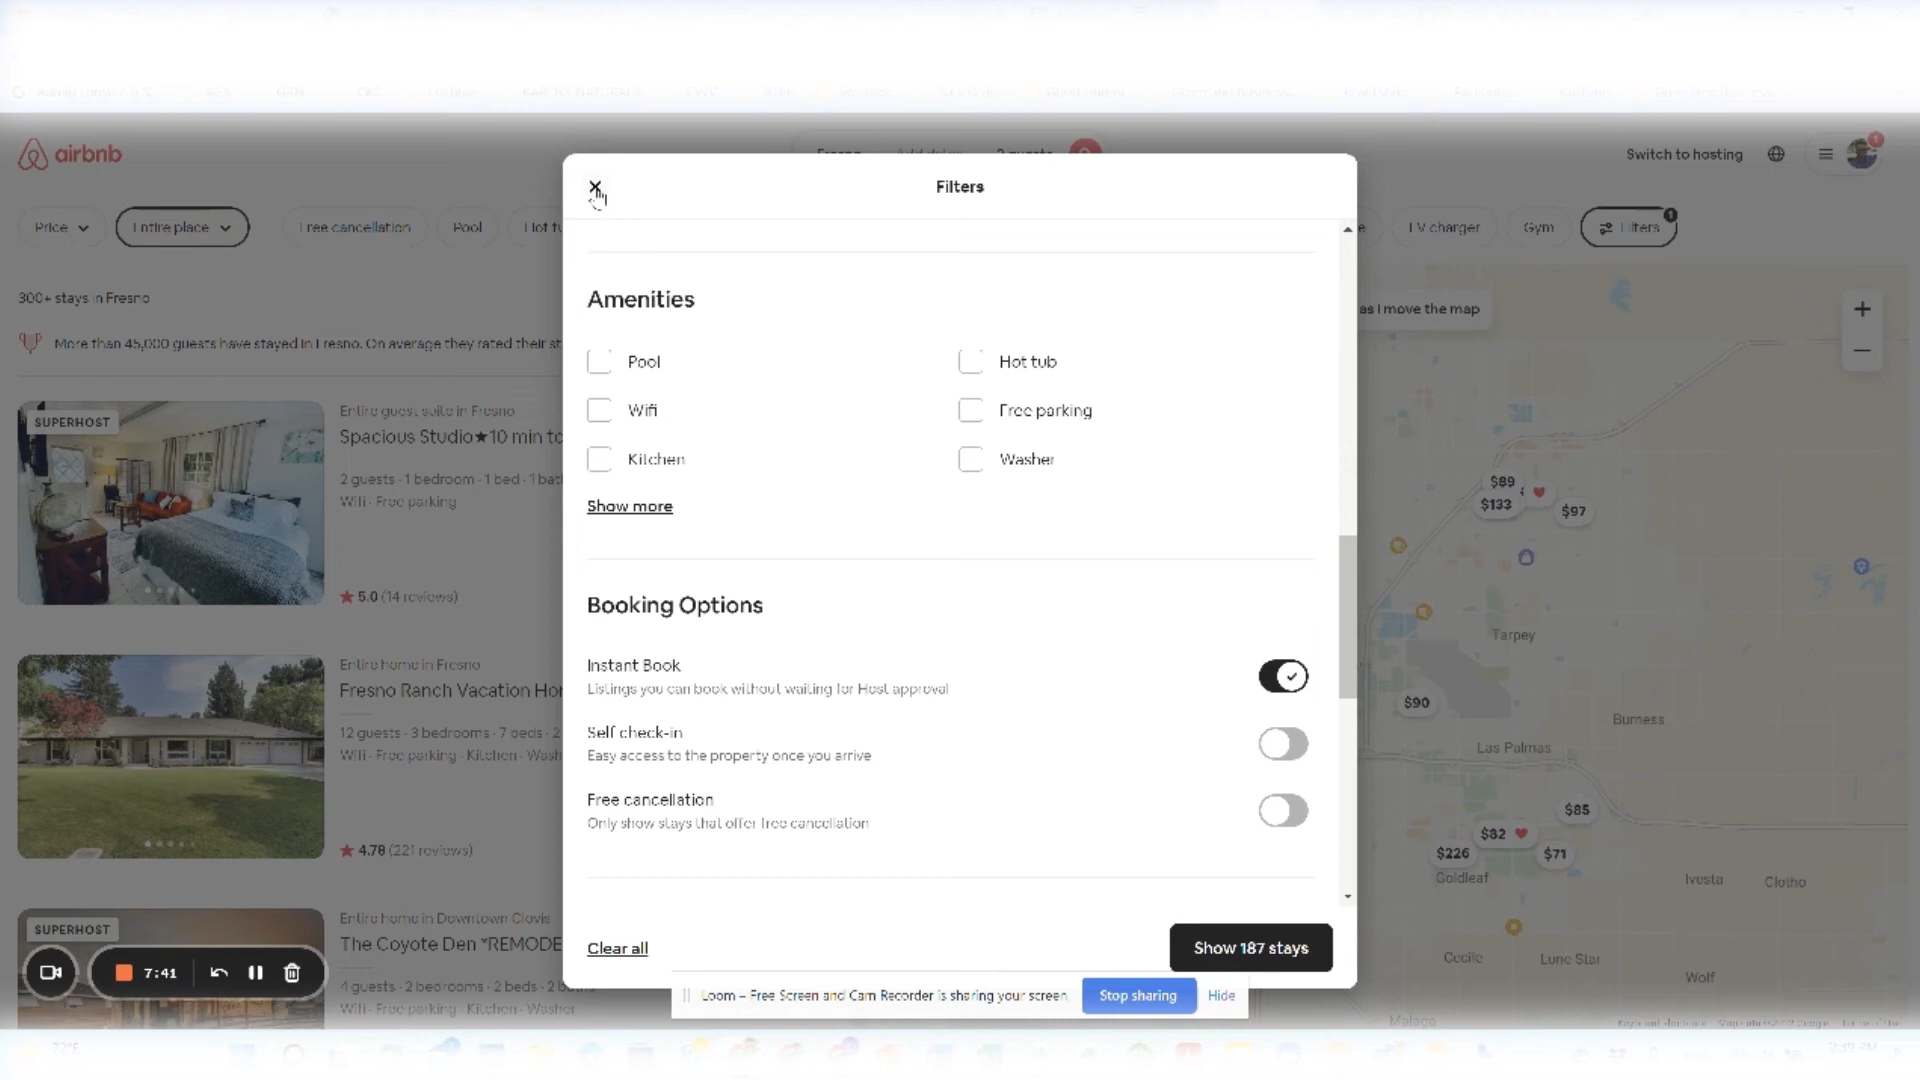 airbnb
Switch to hosting
1
Filters
Price
Entire place
Free cancellation
Pool
Hot tu
EV charger
Gym
Filters
1
300+ stays in Fresno
as I move the map
More than 45,000 guests have stayed in Fresno. On average they rated their st
Amenities
Pool
Hot tub
Wifi
Free parking
Kitchen
Washer
Show more
SUPERHOST
Entire guest suite in Fresno
Spacious Studio★10 min to
2 guests · 1 bedroom · 1 bed · 1 bat
Wifi · Free parking
5.0 (14 reviews)
Booking Options
Instant Book
Listings you can book without waiting for Host approval
Self check-in
Easy access to the property once you arrive
Free cancellation
Only show stays that offer free cancellation
Entire home in Fresno
Fresno Ranch Vacation Hor
12 guests · 3 bedrooms · 7 beds · 2
Wifi · Free parking · Kitchen · Wash
4.78 (221 reviews)
SUPERHOST
Entire home in Downtown Clovis
The Coyote Den *REMODE
4 guests · 2 bedrooms · 2 beds · 2 b
Wifi · Free parking · Kitchen · Washer
7:41
Clear all
Show 187 stays
Loom – Free Screen and Cam Recorder is sharing your screen.
Stop sharing
Hide
$89
$133
$97
Tarpey
$90
Burness
Las Palmas
$85
$82
$226
$71
Goldleaf
Ivesta
Clotho
Cecile
Lone Star
Wolf
Malaga
72°F